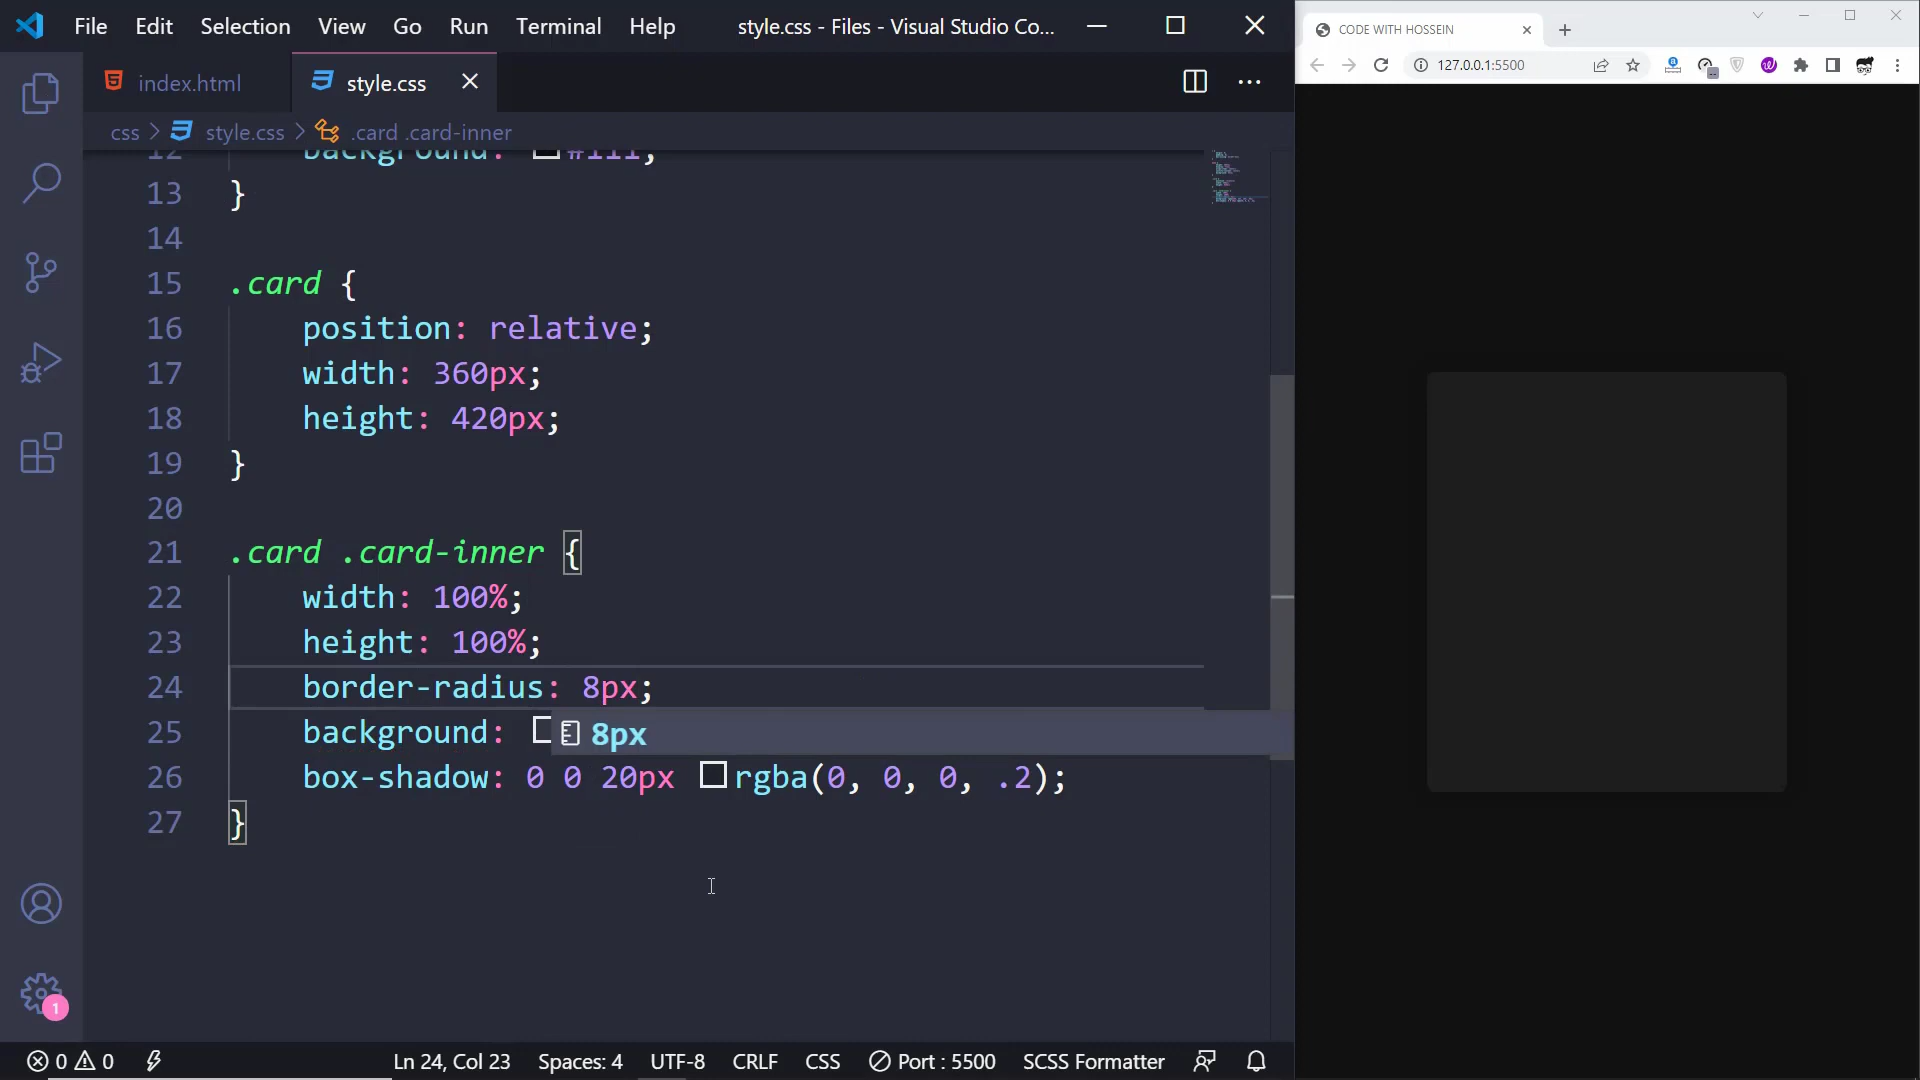 File Edit Selection View Go Run Terminal Help style.css - Files - Visual Studio Co...
CODE WITH HOSSEIN
127.0.0.1:5500
index.html style.css
css > style.css > .card .card-inner
12 background: #111;
13 }
14
15 .card {
16 position: relative;
17 width: 360px;
18 height: 420px;
19 }
20
21 .card .card-inner {
22 width: 100%;
23 height: 100%;
24 border-radius: 8px;
25 background: 8px
26 box-shadow: 0 0 20px rgba(0, 0, 0, .2);
27 }
1
0 0 Ln 24, Col 23 Spaces: 4 UTF-8 CRLF CSS Port : 5500 SCSS Formatter